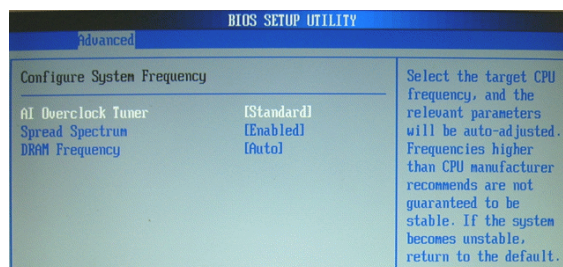 BIOS SETUP UTILITY
Advanced
Configure System Frequency
AI Overclock Tuner [Standard]
Spread Spectrum [Enabled]
DRAM Frequency [Auto]
Select the target CPU
frequency, and the
relevant parameters
will be auto-adjusted.
Frequencies higher
than CPU manufacturer
recommends are not
guaranteed to be
stable. If the system
becomes unstable,
return to the default.